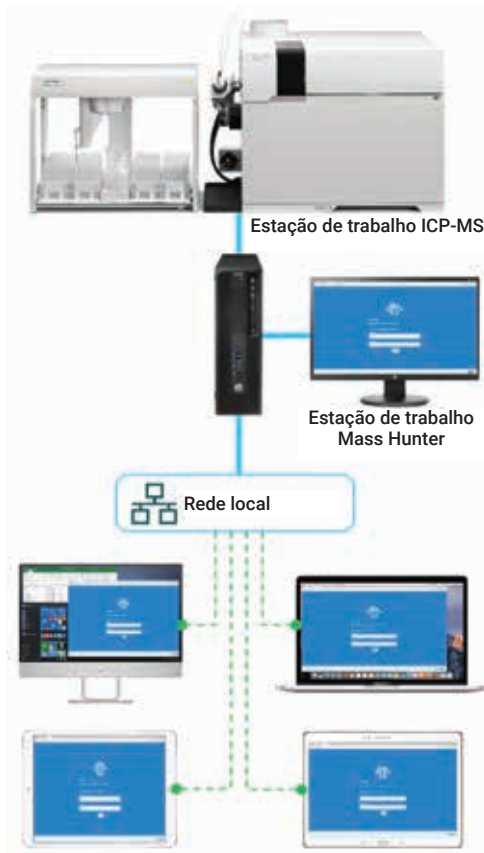 Estação de trabalho ICP-MS
Estação de trabalho
Mass Hunter
Rede local